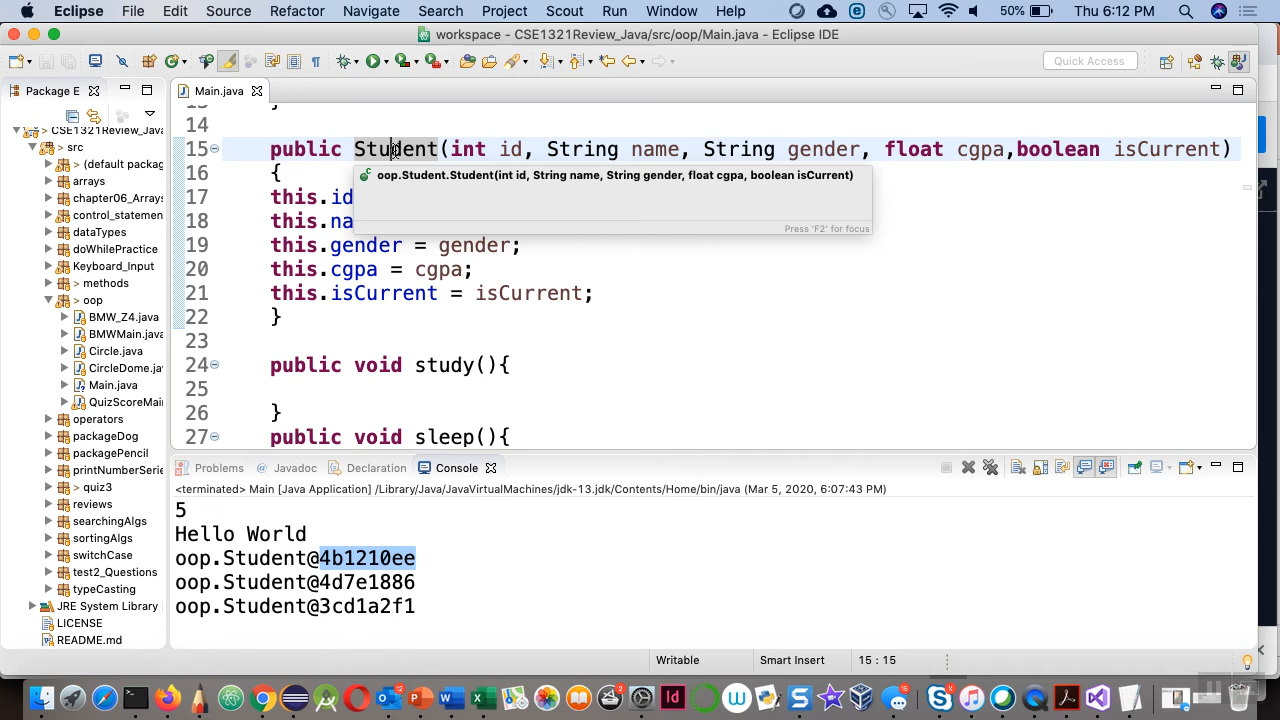 Eclipse File Edit Source Refactor Navigate Search Project Scout Run Window Help 50% Thu 6:12 PM
workspace - CSE1321Review_Java/src/oop/Main.java - Eclipse IDE
Quick Access
Package E
Main.java
CSE1321Review_Java
src
(default packag
arrays
chapter06_Arrays
control_statemen
dataTypes
doWhilePractice
Keyboard_Input
methods
oop
BMW_Z4.java
BMWMain.java
Circle.java
CircleDome.jav
Main.java
QuizScoreMain
operators
packageDog
packagePencil
printNumberSerie
quiz3
reviews
searchingAlgs
sortingAlgs
switchCase
test2_Questions
typeCasting
JRE System Library
LICENSE
README.md
14
15 public Student(int id, String name, String gender, float cgpa,boolean isCurrent)
16 {
oop.Student.Student(int id, String name, String gender, float cgpa, boolean isCurrent)
Press 'F2' for focus
17 this.id
18 this.na
19 this.gender = gender;
20 this.cgpa = cgpa;
21 this.isCurrent = isCurrent;
22 }
23
24 public void study(){
25
26 }
27 public void sleep(){
Problems Javadoc Declaration Console
<terminated> Main [Java Application] /Library/Java/JavaVirtualMachines/jdk-13.jdk/Contents/Home/bin/java (Mar 5, 2020, 6:07:43 PM)
5
Hello World
oop.Student@4b1210ee
oop.Student@4d7e1886
oop.Student@3cd1a2f1
Writable Smart Insert 15 : 15